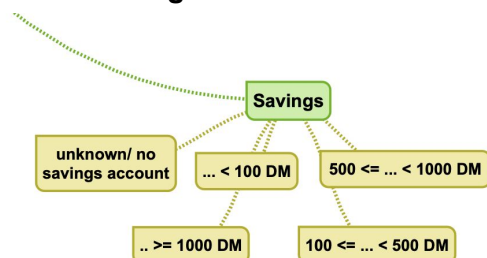 Savings
unknown/ no
savings account
... < 100 DM
500 <= ... < 1000 DM
.. >= 1000 DM
100 <= ... < 500 DM